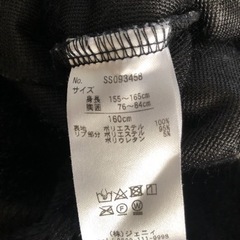 No. SS093458
サイズ
身長 155～165cm
胸囲 76～84cm
160cm
表地 ポリエステル 100%
リブ部分 ポリエステル 95%
ポリウレタン 5%
(株)ジェニィ